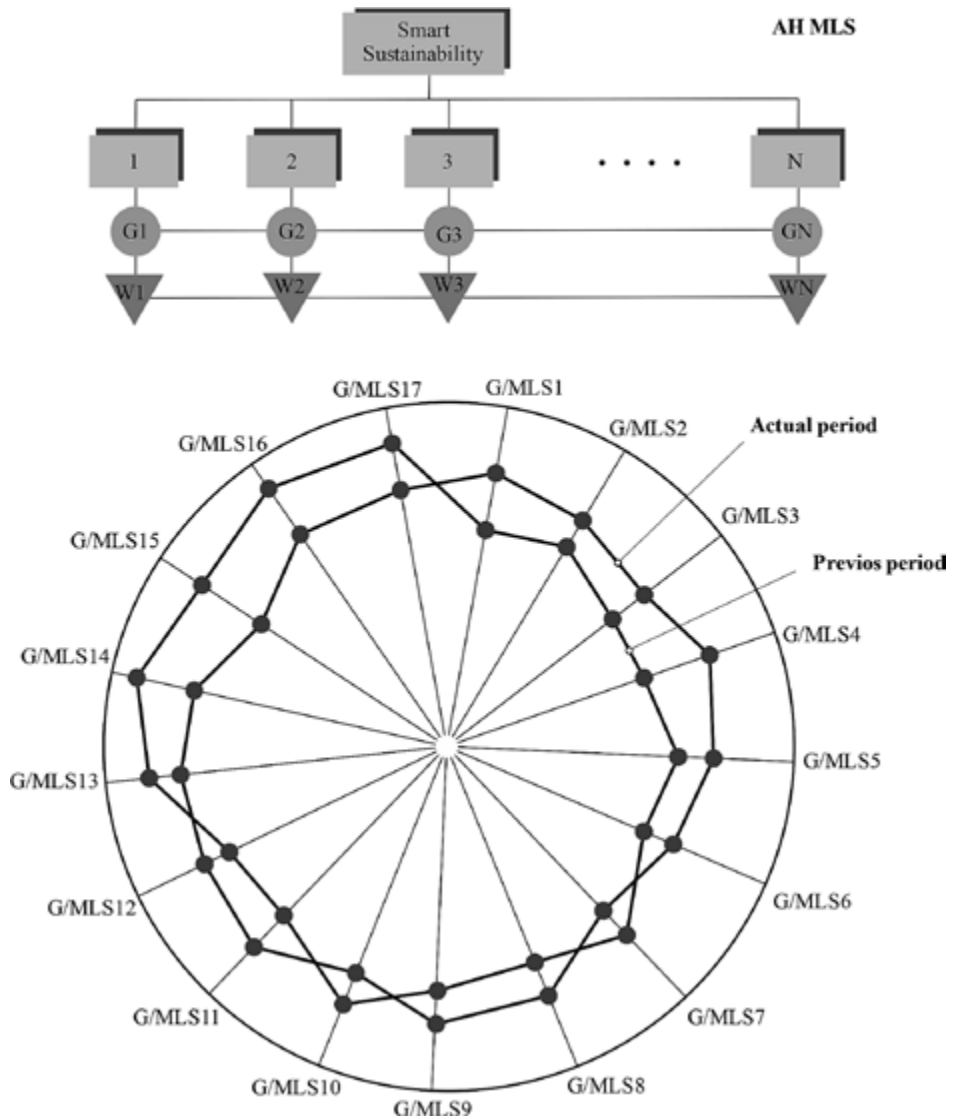 Smart
Sustainability
AH MLS
1
2
3
. . . .
N
G1
G2
G3
GN
W1
W2
W3
WN
G/MLS17
G/MLS1
G/MLS16
G/MLS2
Actual period
G/MLS3
G/MLS15
Previos period
G/MLS4
G/MLS14
G/MLS5
G/MLS13
G/MLS6
G/MLS12
G/MLS7
G/MLS11
G/MLS8
G/MLS10
G/MLS9